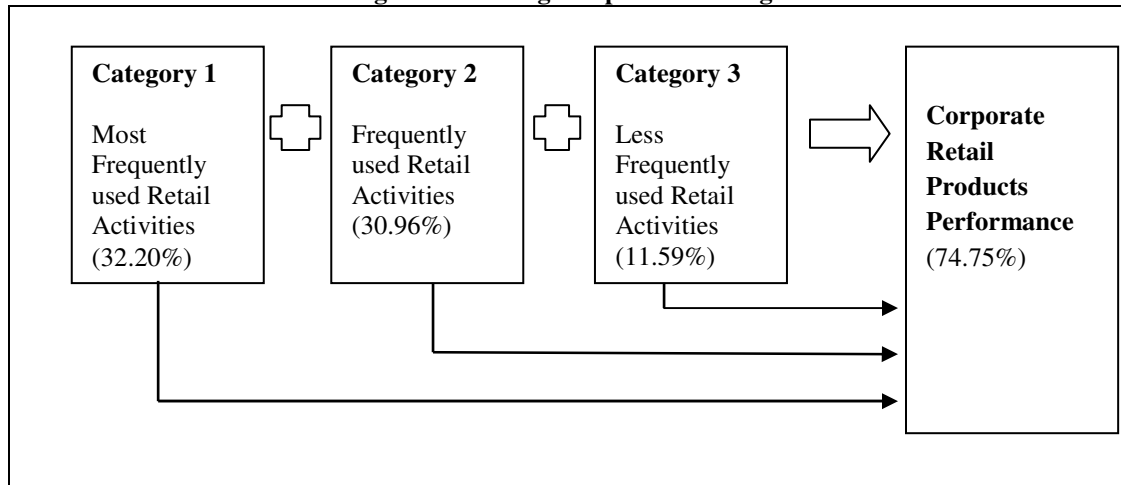 Category 1
Most
Frequently
used Retail
Activities
(32.20%)
Category 2
Frequently
used Retail
Activities
(30.96%)
Category 3
Less
Frequently
used Retail
Activities
(11.59%)
Corporate
Retail
Products
Performance
(74.75%)